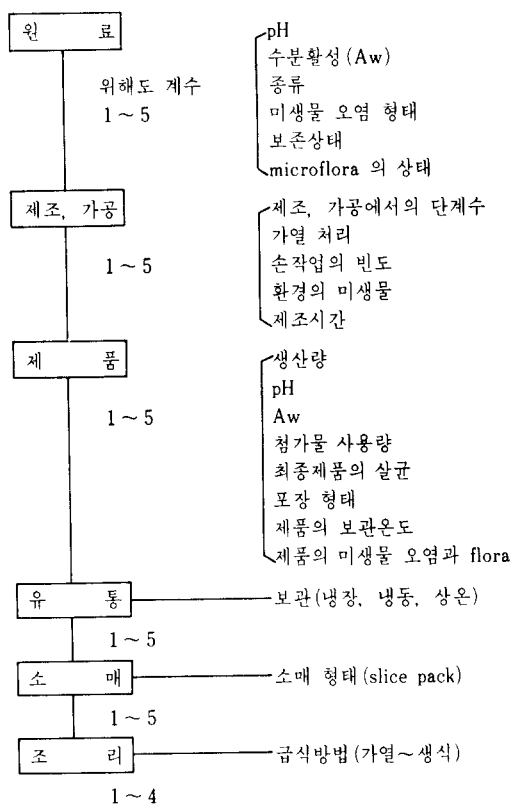 원 료
pH
수분활성(Aw)
위해도 계수
종류
1～5
미생물 오염 형태
보존상태
microflora 의 상태
제조, 가공
제조, 가공에서의 단계수
가열 처리
1～5
손작업의 빈도
환경의 미생물
제조시간
제 품
생산량
pH
1～5
Aw
첨가물 사용량
최종제품의 살균
포장 형태
제품의 보관온도
제품의 미생물 오염과 flora
유 통
보관(냉장, 냉동, 상온)
1～5
소 매
소매 형태(slice pack)
1～5
조 리
급식방법(가열～생식)
1～4